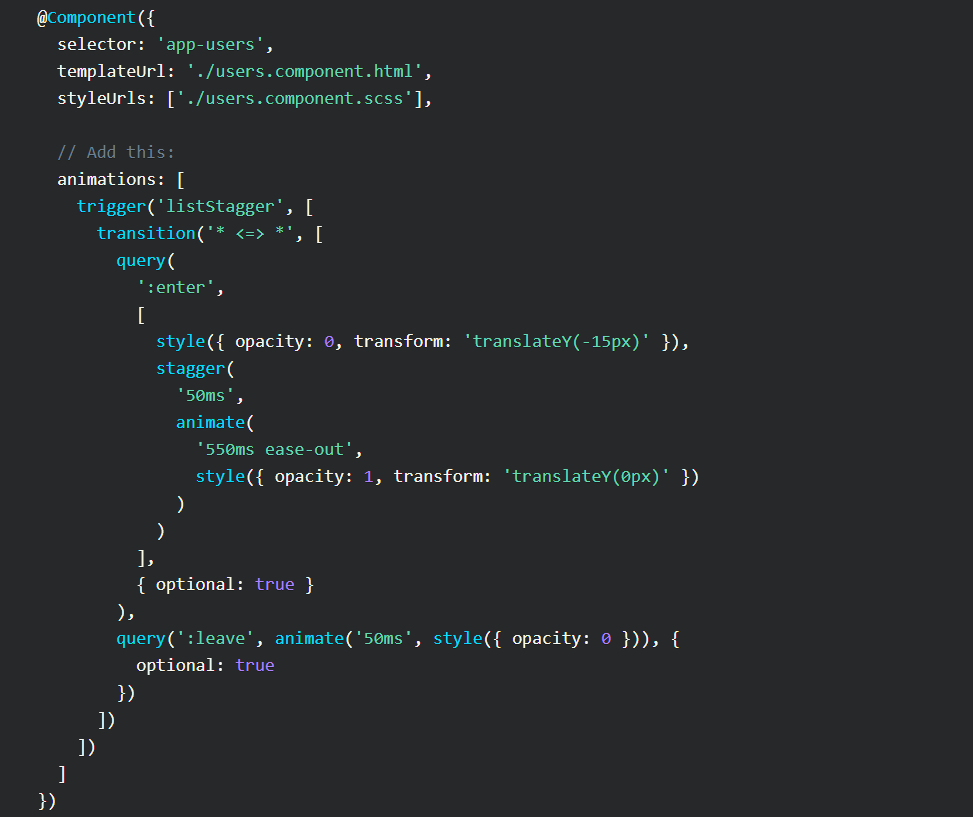 @Component({
  selector: 'app-users',
  templateUrl: './users.component.html',
  styleUrls: ['./users.component.scss'],

  // Add this:
  animations: [
    trigger('listStagger', [
      transition('* <=> *', [
        query(
          ':enter',
          [
            style({ opacity: 0, transform: 'translateY(-15px)' }),
            stagger(
              '50ms',
              animate(
                '550ms ease-out',
                style({ opacity: 1, transform: 'translateY(0px)' })
              )
            )
          ],
          { optional: true }
        ),
        query(':leave', animate('50ms', style({ opacity: 0 })), {
          optional: true
        })
      ])
    ])
  ]
})